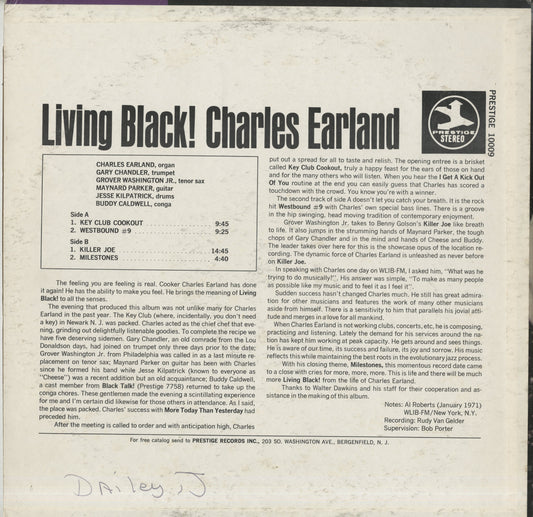 Living Black! Charles Earland
PRESTIGE
STEREO
PRESTIGE 10009
CHARLES EARLAND, organ
GARY CHANDLER, trumpet
GROVER WASHINGTON JR., tenor sax
MAYNARD PARKER, guitar
JESSE KILPATRICK, drums
BUDDY CALDWELL, conga
Side A
1. KEY CLUB COOKOUT 9:45
2. WESTBOUND #9 9:25
Side B
1. KILLER JOE 14:45
2. MILESTONES 4:40
The feeling you are feeling is real. Cooker Charles Earland has done
it again! He has the ability to make you feel. He brings the meaning of Living
Black! to all the senses.
The evening that produced this album was not unlike many for Charles
Earland in the past year. The Key Club (where, incidentally, you don't need
a key) in Newark N. J. was packed. Charles acted as the chief chef that eve-
ning, grinding out delightfully listenable goodies. To complete the recipe we
have five deserving sidemen. Gary Chandler, an old comrade from the Lou
Donaldson days, had joined on trumpet only three days prior to the date;
Grover Washington Jr. from Philadelphia was called in as a last minute re-
placement on tenor sax; Maynard Parker on guitar has been with Charles
since he formed his band while Jesse Kilpatrick (known to everyone as
"Cheese") was a recent addition but an old acquaintance; Buddy Caldwell,
a cast member from Black Talk! (Prestige 7758) returned to take up the
conga chores. These gentlemen made the evening a scintillating experience
for me and I'm certain did likewise for those others in attendance. As I said,
the place was packed. Charles' success with More Today Than Yesterday had
preceded him.
After the meeting is called to order and with anticipation high, Charles
put out a spread for all to taste and relish. The opening entree is a brisket
called Key Club Cookout, truly a happy feast for the ears of those on hand
and for the many others who will listen. When you hear the I Get A Kick Out
Of You routine at the end you can easily guess that Charles has scored a
touchdown with the crowd. You know you're with a winner.
The second track of side A doesn't let you catch your breath. It is the rock
hit Westbound #9 with Charles' own special bass lines. There is a groove
in the hip swinging, head moving tradition of contemporary enjoyment.
Grover Washington Jr. takes to Benny Golson's Killer Joe like breath
to life. It also jumps in the strumming hands of Maynard Parker, the tough
chops of Gary Chandler and in the mind and hands of Cheese and Buddy.
The leader takes over here for this is the showcase opus of the location re-
cording. The dynamic force of Charles Earland is unleashed as never before
on Killer Joe.
In speaking with Charles one day on WLIB-FM, I asked him, "What was he
trying to do musically?". His answer was simple, "To make as many people
as possible like my music and to feel it as I feel it".
Sudden success hasn't changed Charles much. He still has great admira-
tion for other musicians and features the work of many other musicians
aside from himself. There is a sensitivity to him that parallels his jovial atti-
tude and merges in a love for all mankind.
When Charles Earland is not working clubs, concerts, etc, he is composing,
practicing and listening. Lately the demand for his services around the na-
tion has kept him working at peak capacity. He gets around and sees things.
He is aware of our time, its success and failure, its joy and sorrow. His music
reflects this while maintaining the best roots in the evolutionary jazz process.
With his closing theme, Milestones, this momentous record date came
to a close with cries for more, more, more. This is life and there will be much
more Living Black! from the life of Charles Earland.
Thanks to Walter Dawkins and his staff for their cooperation and as-
sistance in the making of this album.
Notes: Al Roberts (January 1971)
WLIB-FM/New York, N.Y.
Recording: Rudy Van Gelder
Supervision: Bob Porter
For free catalog send to PRESTIGE RECORDS INC., 203 SO. WASHINGTON AVE., BERGENFIELD, N. J.
DAiley, J